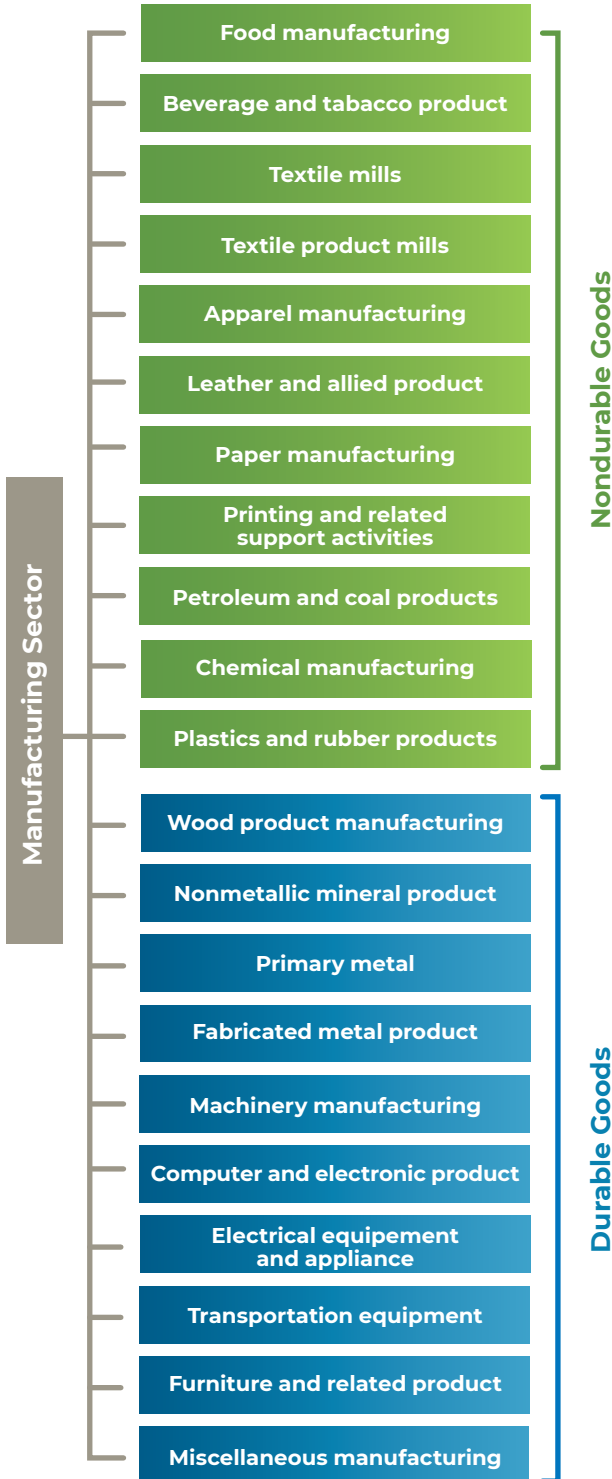 Manufacturing Sector
Food manufacturing
Beverage and tabacco product
Textile mills
Textile product mills
Apparel manufacturing
Leather and allied product
Paper manufacturing
Printing and related
support activities
Petroleum and coal products
Chemical manufacturing
Plastics and rubber products
Nondurable Goods
Wood product manufacturing
Nonmetallic mineral product
Primary metal
Fabricated metal product
Machinery manufacturing
Computer and electronic product
Electrical equipement
and appliance
Transportation equipment
Furniture and related product
Miscellaneous manufacturing
Durable Goods